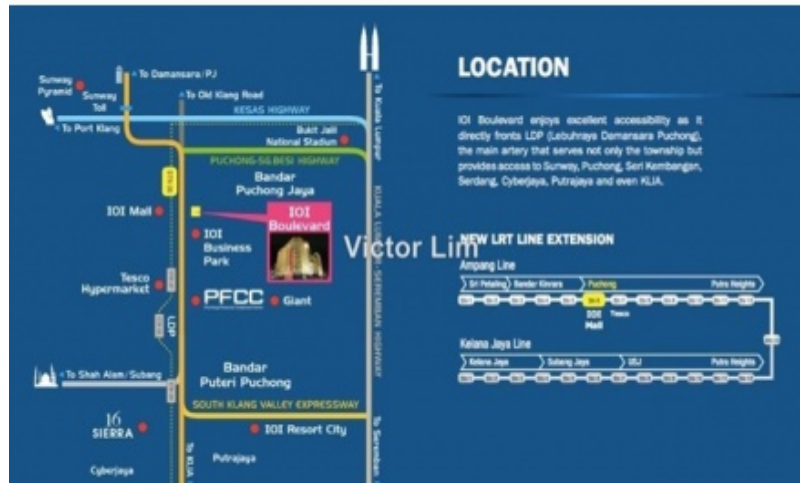 To Damansara/PJ
Sunway
Pyramid
Sunway
Toll
To Old Klang Road
KESAS HIGHWAY
To Port Klang
Bukit Jalil
National Stadium
To Kuala Lumpur
PUCHONG-SG.BESI HIGHWAY
Bandar
Puchong Jaya
IOI Mall
IOI
Boulevard
IOI
Business
Park
KUALA LUMPUR-SEREMBAN HIGHWAY
Victor Lim
Tesco
Hypermarket
PFCC
Giant
LDP
To Shah Alam/Subang
Bandar
Puteri Puchong
SOUTH KLANG VALLEY EXPRESSWAY
16
SIERRA
IOI Resort City
To Seremban
Cyberjaya
To KLIA
Putrajaya
LOCATION
IOI Boulevard enjoys excellent accessibility as it
directly fronts LDP (Lebuhraya Damansara Puchong),
the main artery that serves not only the township but
provides access to Sunway, Puchong, Seri Kembangan,
Serdang, Cyberjaya, Putrajaya and even KLIA.
NEW LRT LINE EXTENSION
Ampang Line
Sri Petaling Bandar Kinrara Puchong Putra Heights
IOI
Mall
Tesco
Kelana Jaya Line
Kelana Jaya Subang Jaya USJ Putra Heights